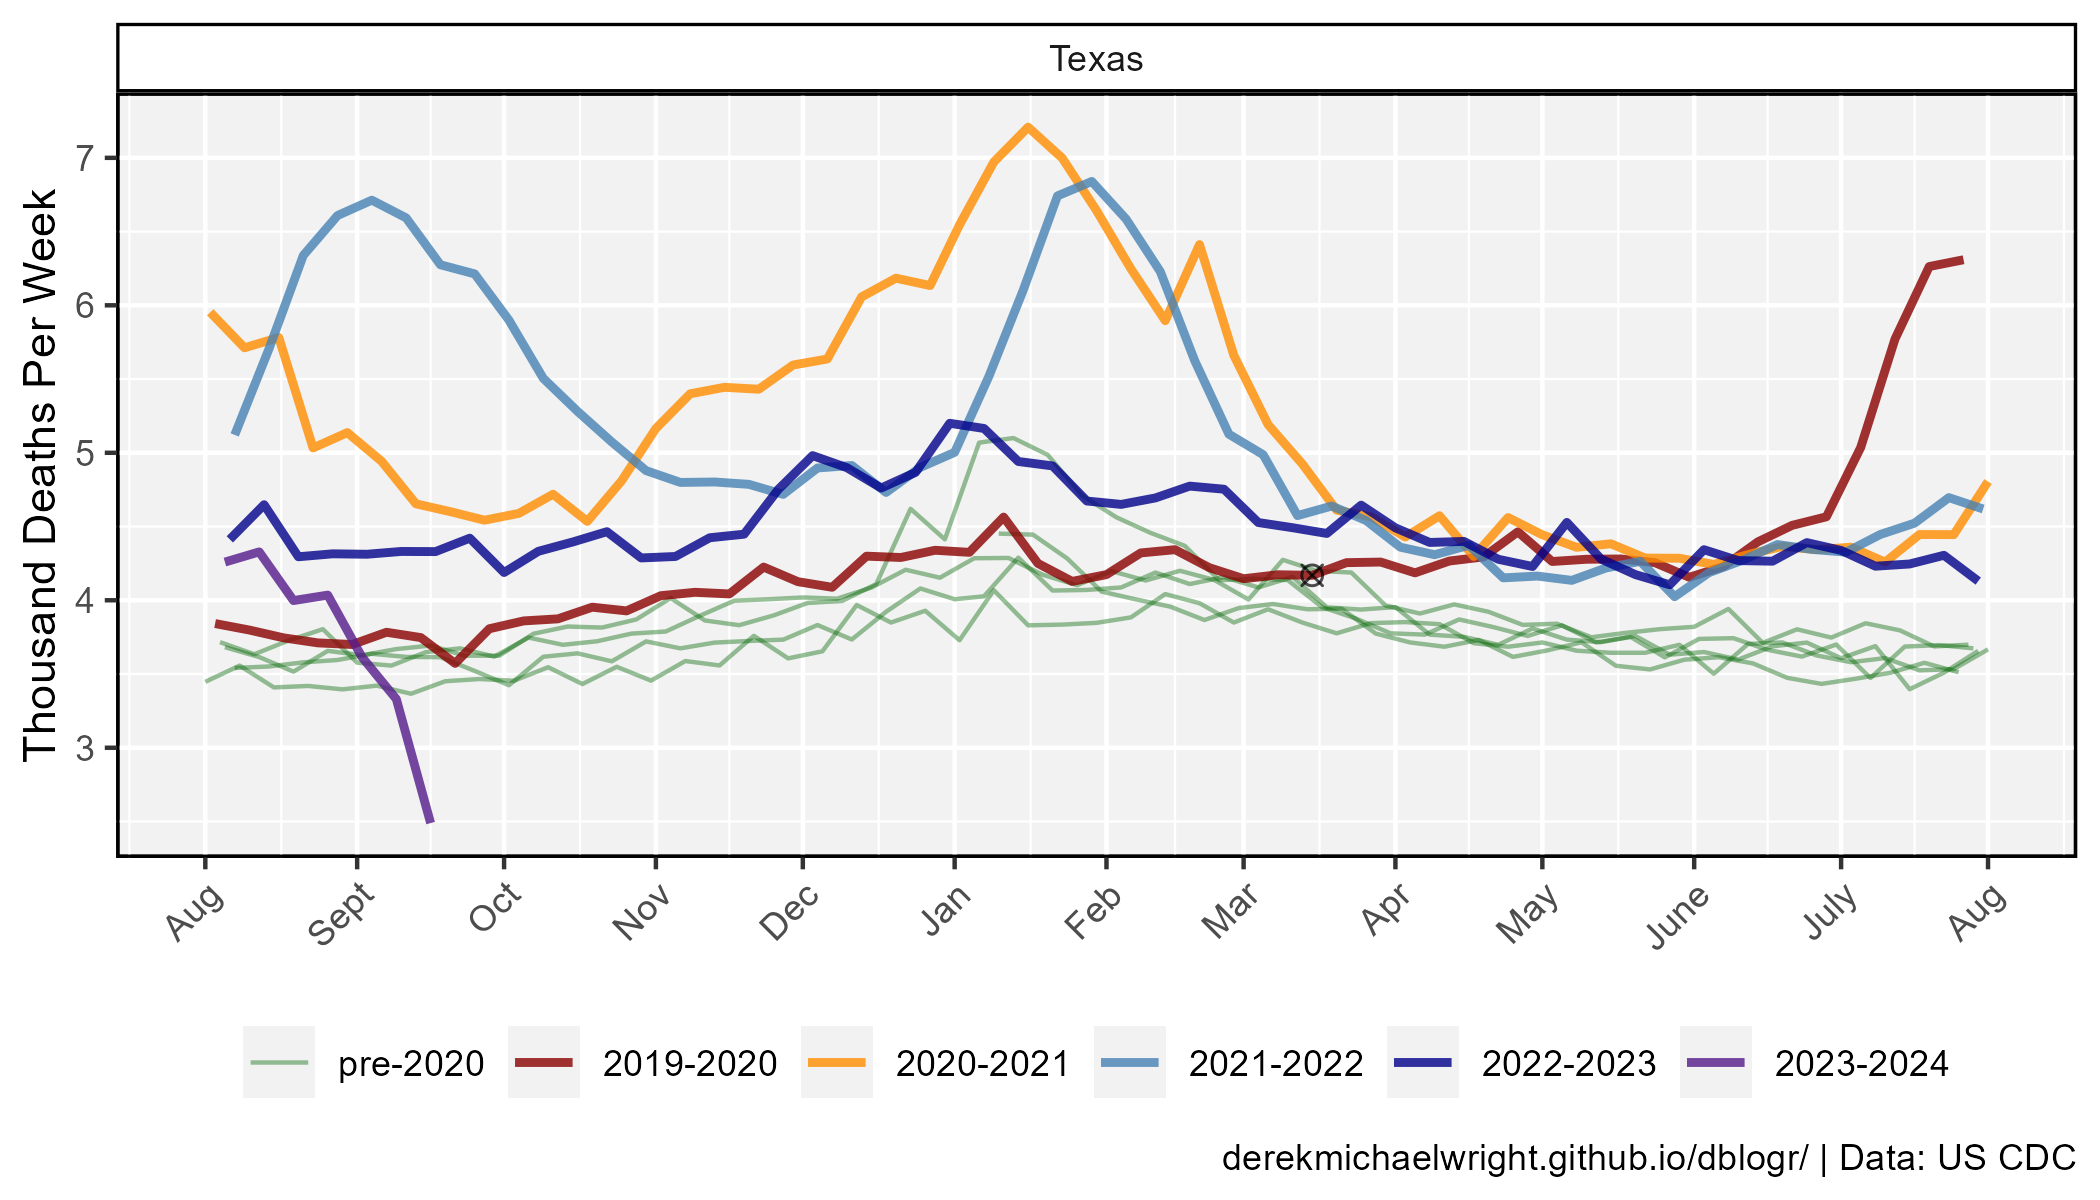 Texas
Thousand Deaths Per Week
7
6
5
4
3
Aug Sept Oct Nov Dec Jan Feb Mar Apr May June July Aug
pre-2020 2019-2020 2020-2021 2021-2022 2022-2023 2023-2024
derekmichaelwright.github.io/dblogr/ | Data: US CDC